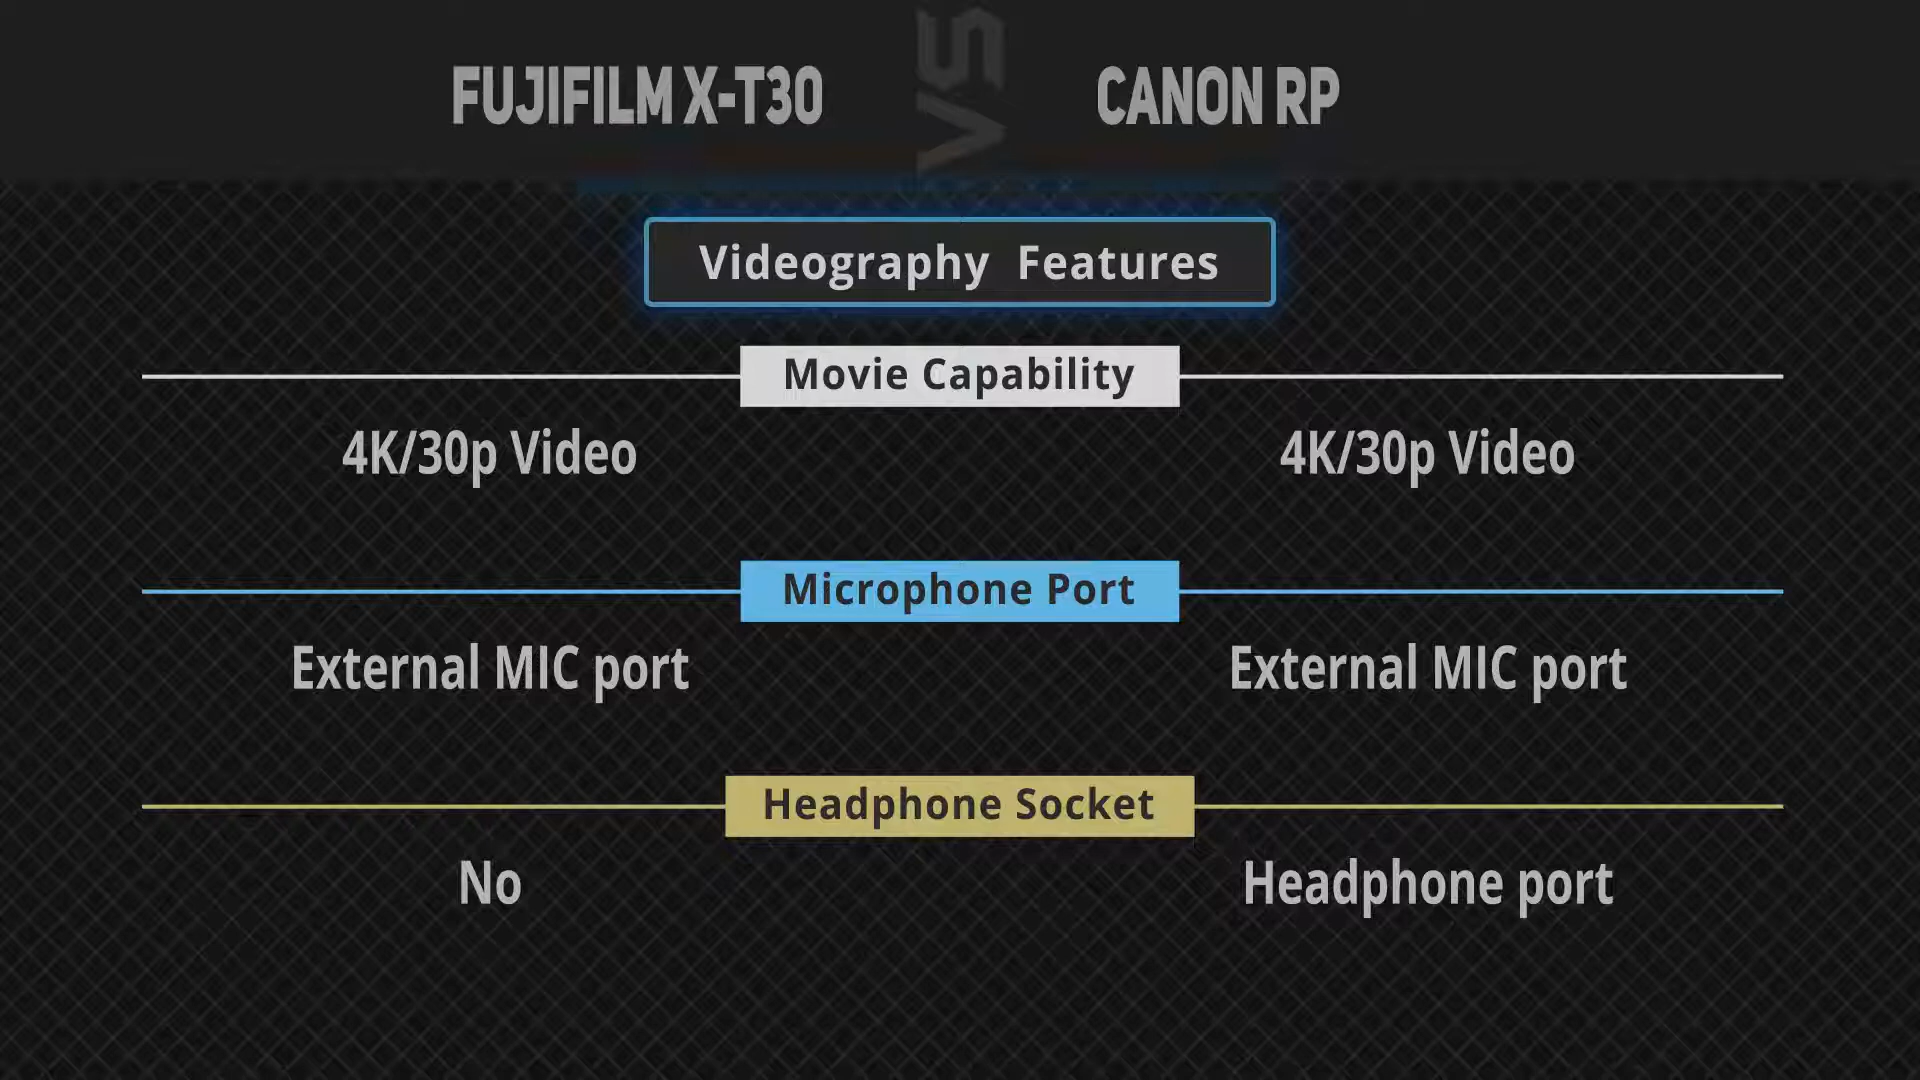 FUJIFILM X-T30 VS CANON RP
Videography Features
Movie Capability
4K/30p Video 4K/30p Video
Microphone Port
External MIC port External MIC port
Headphone Socket
No Headphone port